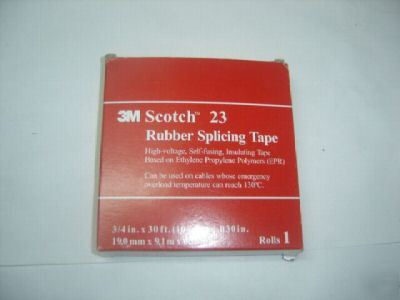 3M Scotch™ 23
Rubber Splicing Tape
High-voltage, Self-fusing, Insulating Tape
Based on Ethylene Propylene Polymers (EPR)
Can be used on cables whose emergency
overload temperature can reach 130°C.
3/4 in. x 30 ft. .030 in.
19,0 mm x 9,1 m x
Rolls 1